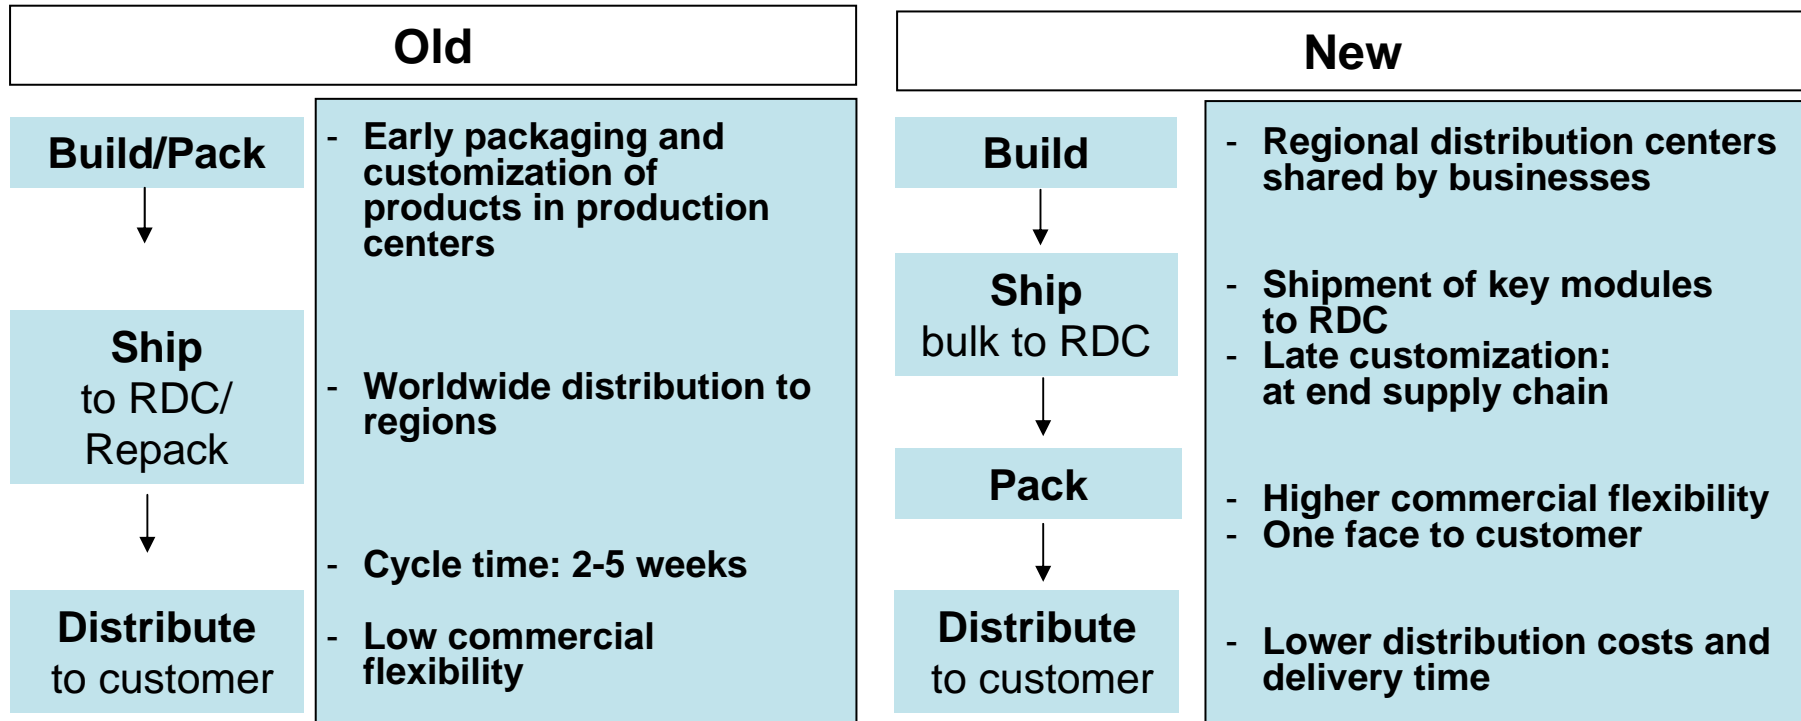 Old
Build/Pack
Ship
to RDC/
Repack
Distribute
to customer
- Early packaging and
customization of
products in production
centers
- Worldwide distribution to
regions
- Cycle time: 2-5 weeks
- Low commercial
flexibility
New
Build
Ship
bulk to RDC
Pack
Distribute
to customer
- Regional distribution centers
shared by businesses
- Shipment of key modules
to RDC
- Late customization:
at end supply chain
- Higher commercial flexibility
- One face to customer
- Lower distribution costs and
delivery time